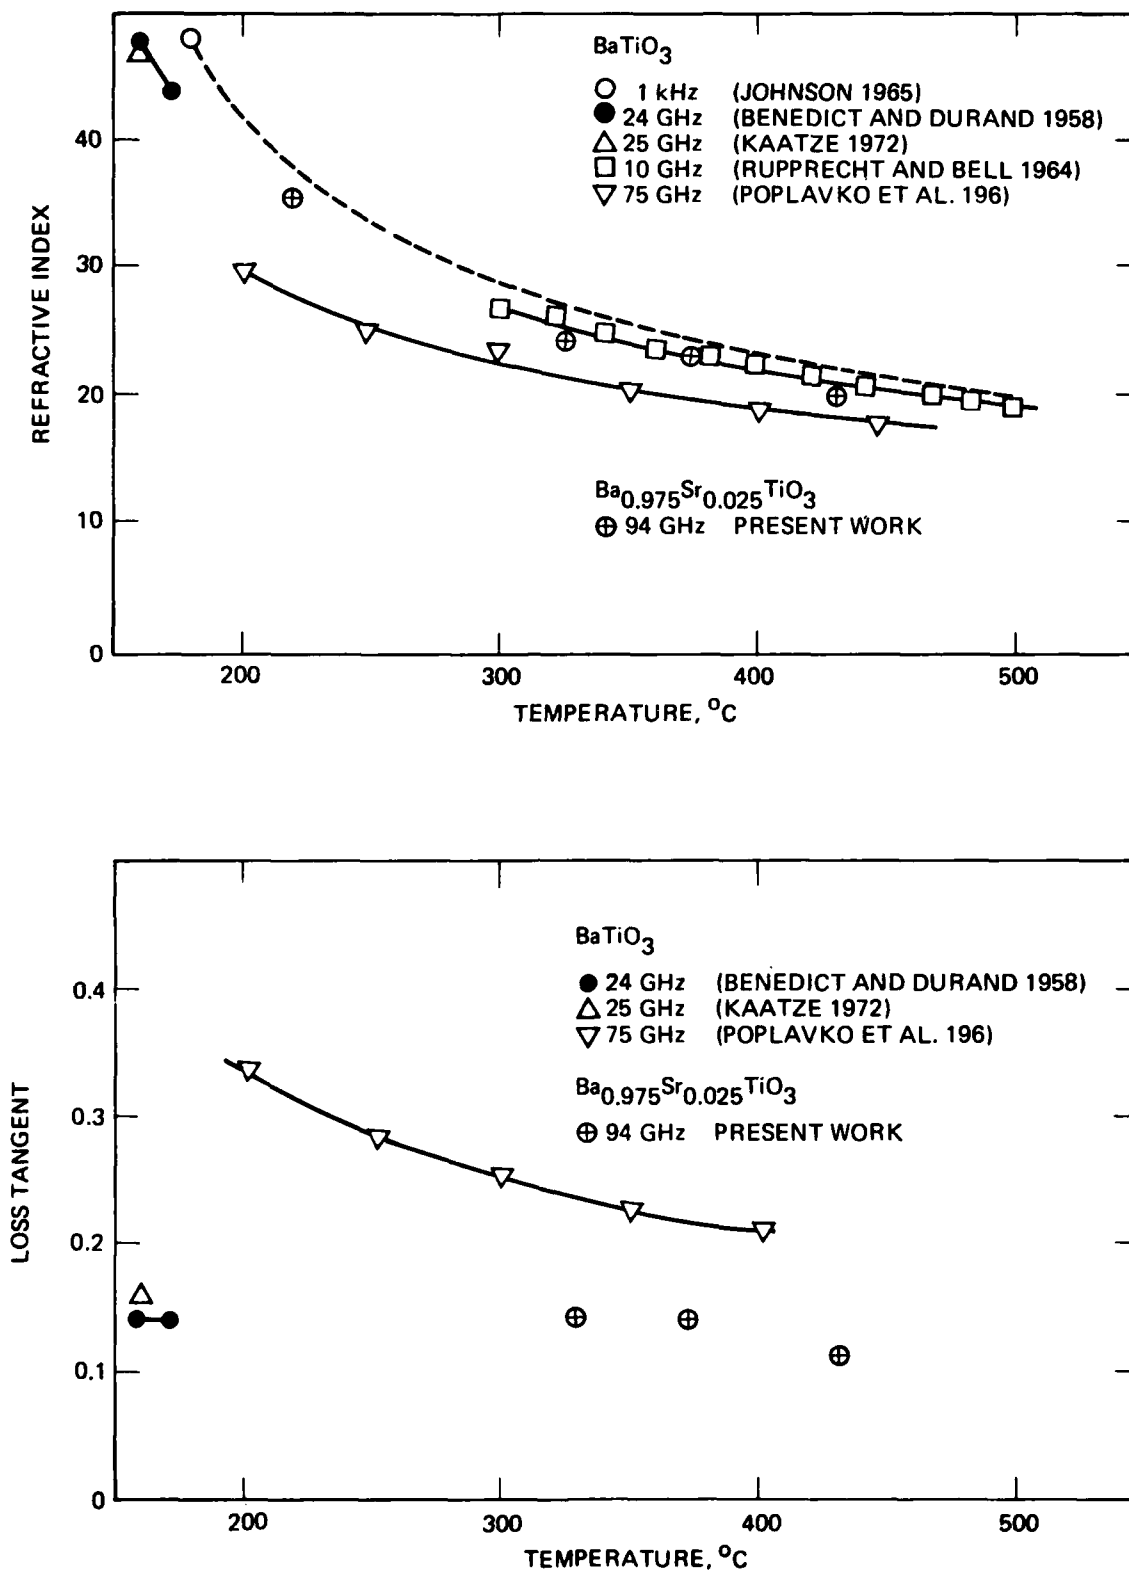 BaTiO3
1 kHz (JOHNSON 1965)
24 GHz (BENEDICT AND DURAND 1958)
25 GHz (KAATZE 1972)
10 GHz (RUPPRECHT AND BELL 1964)
75 GHz (POPLAVKO ET AL. 196)
Ba0.975Sr0.025TiO3
94 GHz PRESENT WORK
REFRACTIVE INDEX
40
30
20
10
0
200 300 400 500
TEMPERATURE, °C
BaTiO3
24 GHz (BENEDICT AND DURAND 1958)
25 GHz (KAATZE 1972)
75 GHz (POPLAVKO ET AL. 196)
Ba0.975Sr0.025TiO3
94 GHz PRESENT WORK
LOSS TANGENT
0.4
0.3
0.2
0.1
0
200 300 400 500
TEMPERATURE, °C